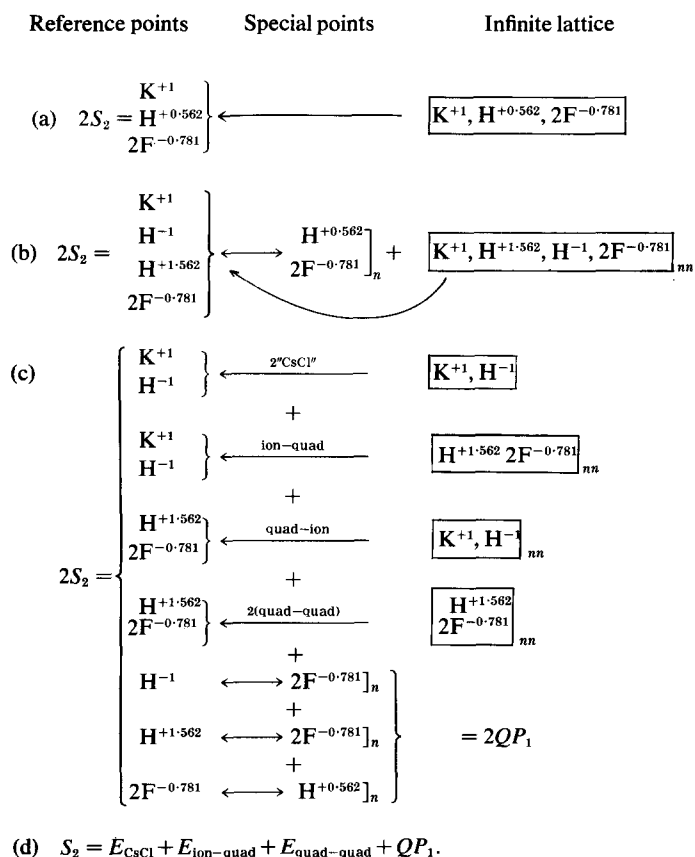 Reference points Special points Infinite lattice
K⁺¹
(a) 2S₂ = H⁺⁰·⁵⁶² K⁺¹, H⁺⁰·⁵⁶², 2F⁻⁰·⁷⁸¹
2F⁻⁰·⁷⁸¹
K⁺¹
H⁻¹ H⁺⁰·⁵⁶²
(b) 2S₂ = ⟷ ]ₙ + K⁺¹, H⁺¹·⁵⁶², H⁻¹, 2F⁻⁰·⁷⁸¹ ₙₙ
H⁺¹·⁵⁶² 2F⁻⁰·⁷⁸¹
2F⁻⁰·⁷⁸¹
(c) K⁺¹ 2"CsCl" K⁺¹, H⁻¹
H⁻¹
+
K⁺¹ ion–quad H⁺¹·⁵⁶² 2F⁻⁰·⁷⁸¹ ₙₙ
H⁻¹
+
H⁺¹·⁵⁶² quad–ion K⁺¹, H⁻¹ ₙₙ
2F⁻⁰·⁷⁸¹
2S₂ = +
H⁺¹·⁵⁶² 2(quad–quad) H⁺¹·⁵⁶²
2F⁻⁰·⁷⁸¹ 2F⁻⁰·⁷⁸¹ ₙₙ
+
H⁻¹ ⟷ 2F⁻⁰·⁷⁸¹]ₙ
+
H⁺¹·⁵⁶² ⟷ 2F⁻⁰·⁷⁸¹]ₙ = 2QP₁
+
2F⁻⁰·⁷⁸¹ ⟷ H⁺⁰·⁵⁶²]ₙ
(d) S₂ = E_CsCl + E_ion–quad + E_quad–quad + QP₁.